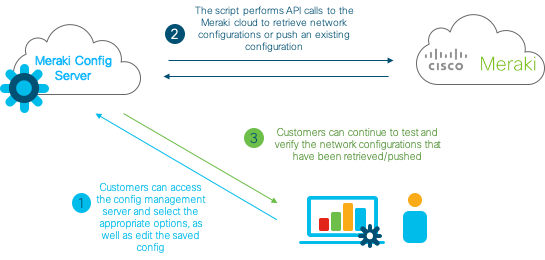 The script performs API calls to the
Meraki cloud to retrieve network
configurations or push an existing
configuration
2
Meraki Config
Server
CISCO Meraki
3
Customers can continue to test and
verify the network configurations that
have been retrieved/pushed
1
Customers can access
the config management
server and select the
appropriate options, as
well as edit the saved
config